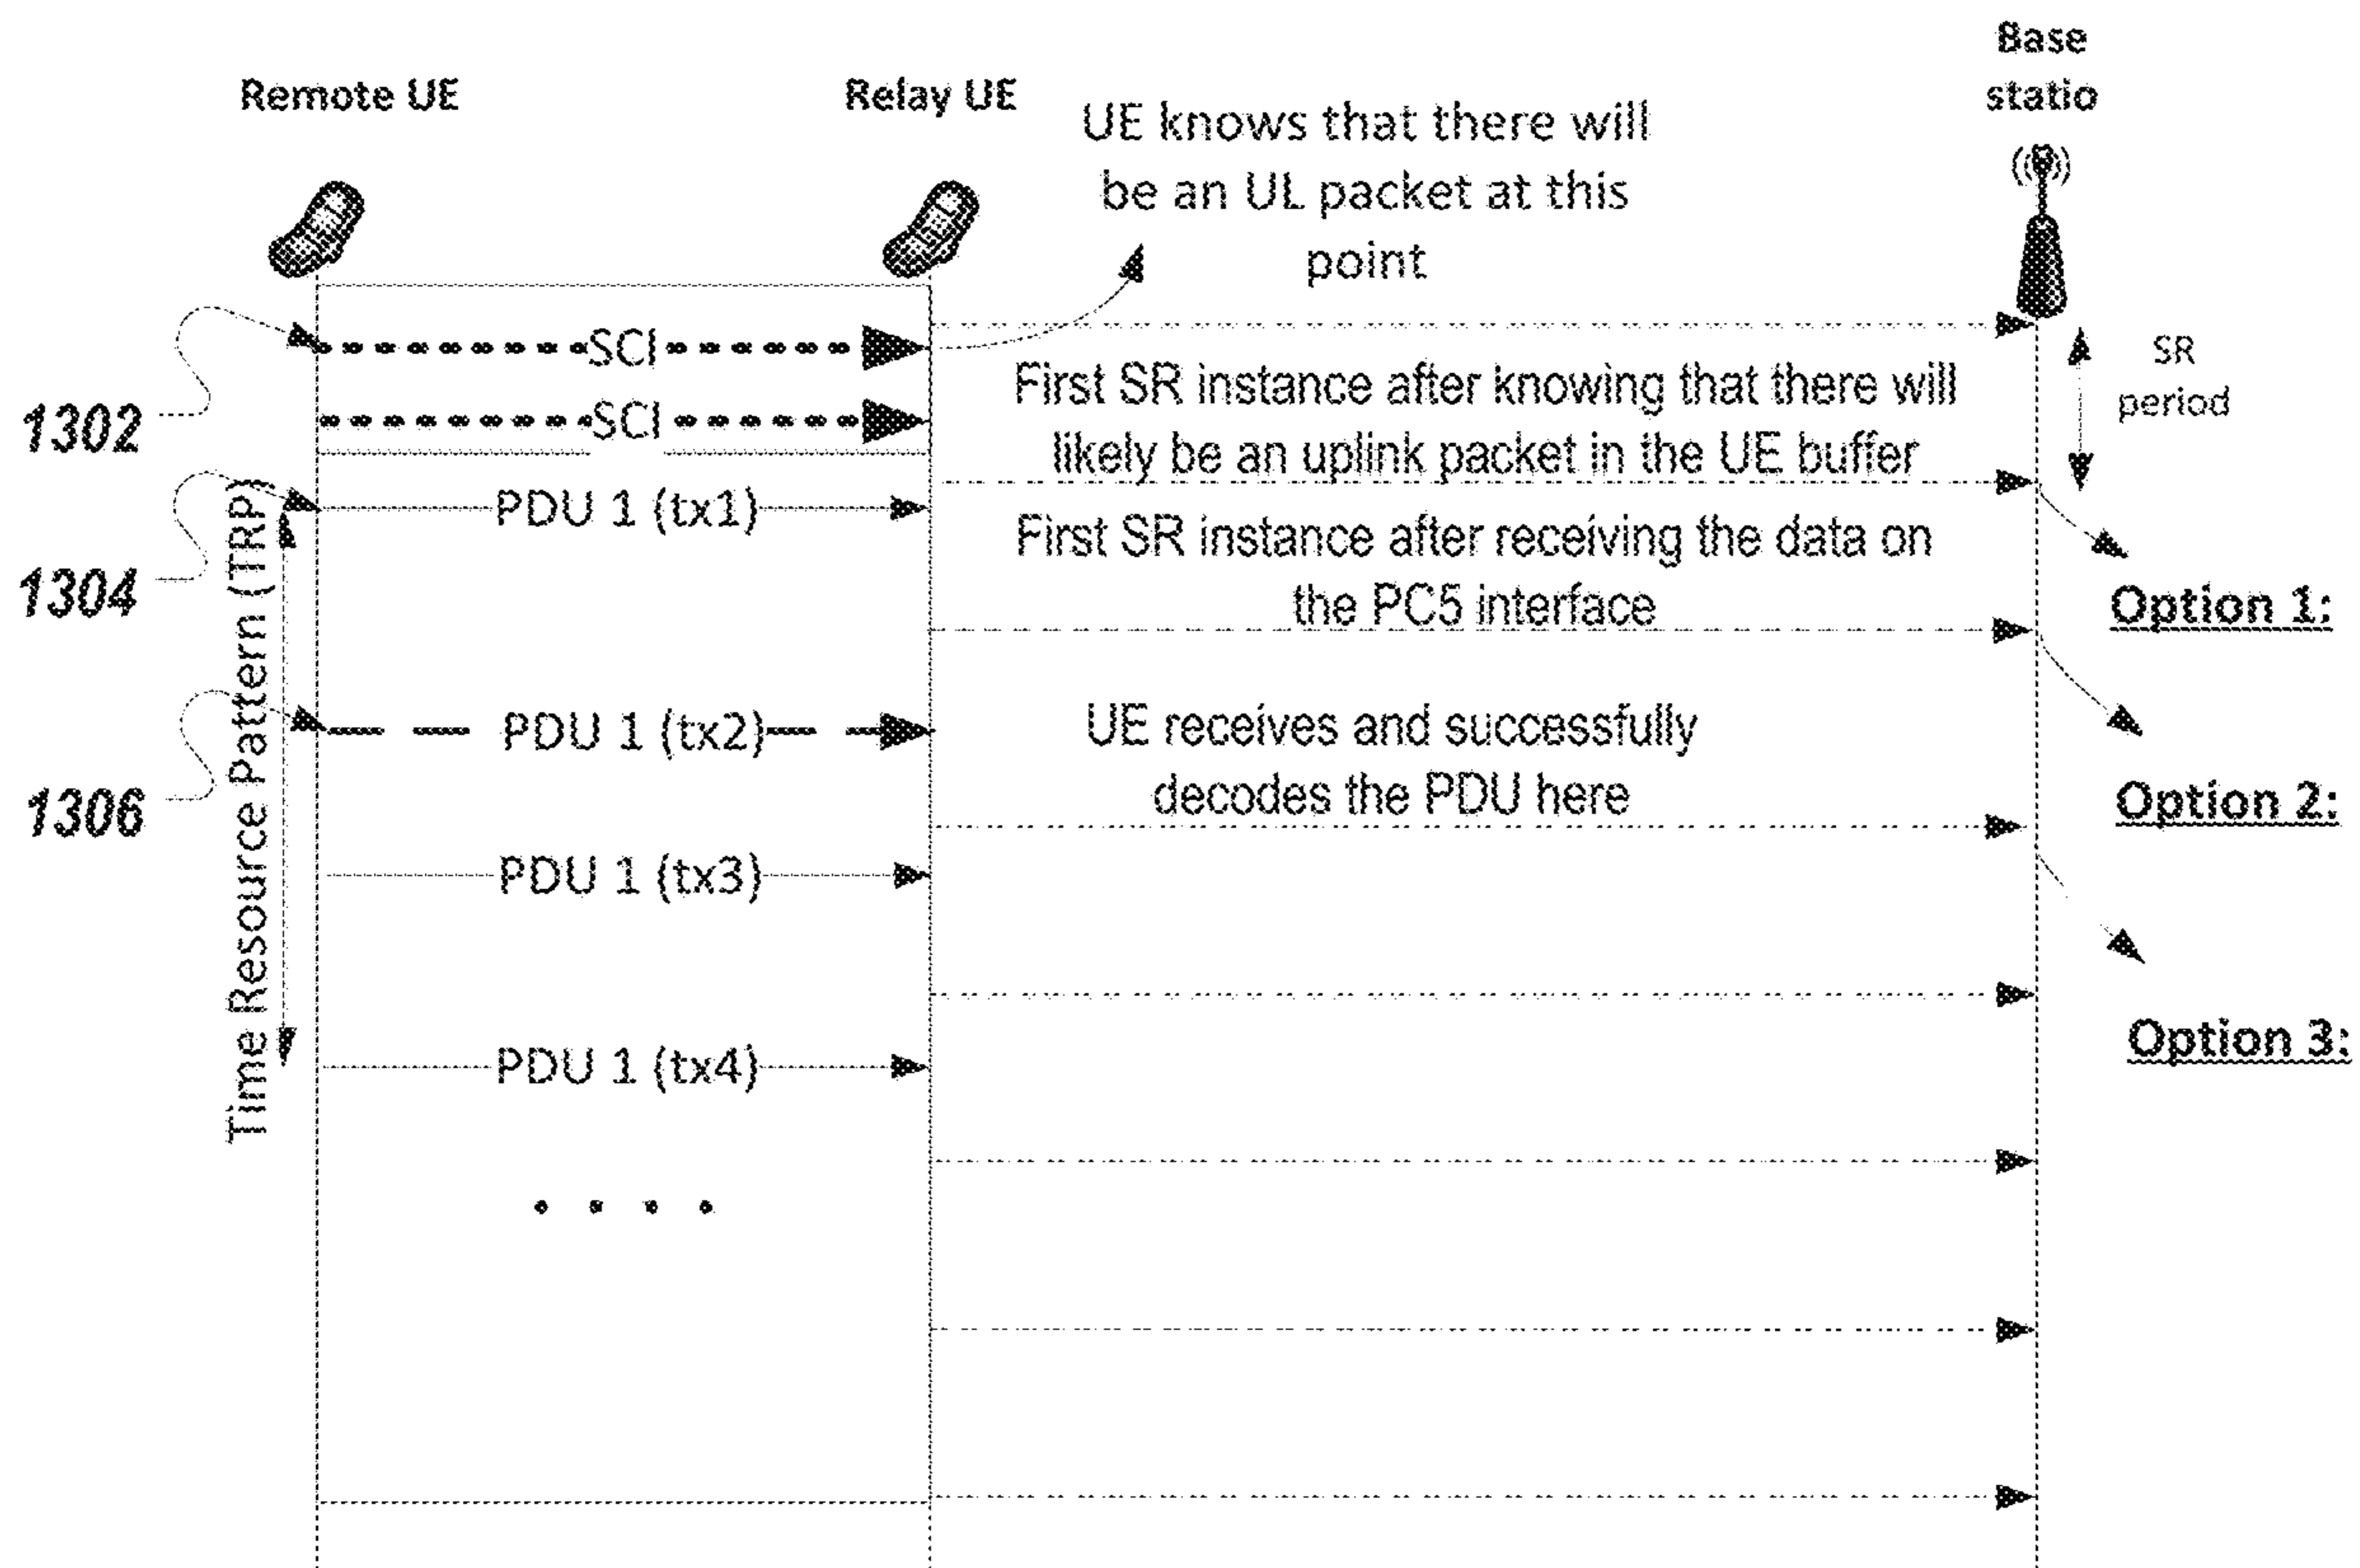 Base
statio
Remote UE
Relay UE
UE knows that there will
be an UL packet at this
point
SCI
SR
period
First SR instance after knowing that there will
likely be an uplink packet in the UE buffer
1302
SCI
PDU 1 (tx1)
First SR instance after receiving the data on
the PC5 interface
1304
Option 1:
Time Resource Pattern (TRP)
PDU 1 (tx2)
UE receives and successfully
decodes the PDU here
1306
Option 2:
PDU 1 (tx3)
Option 3:
PDU 1 (tx4)
. . . .